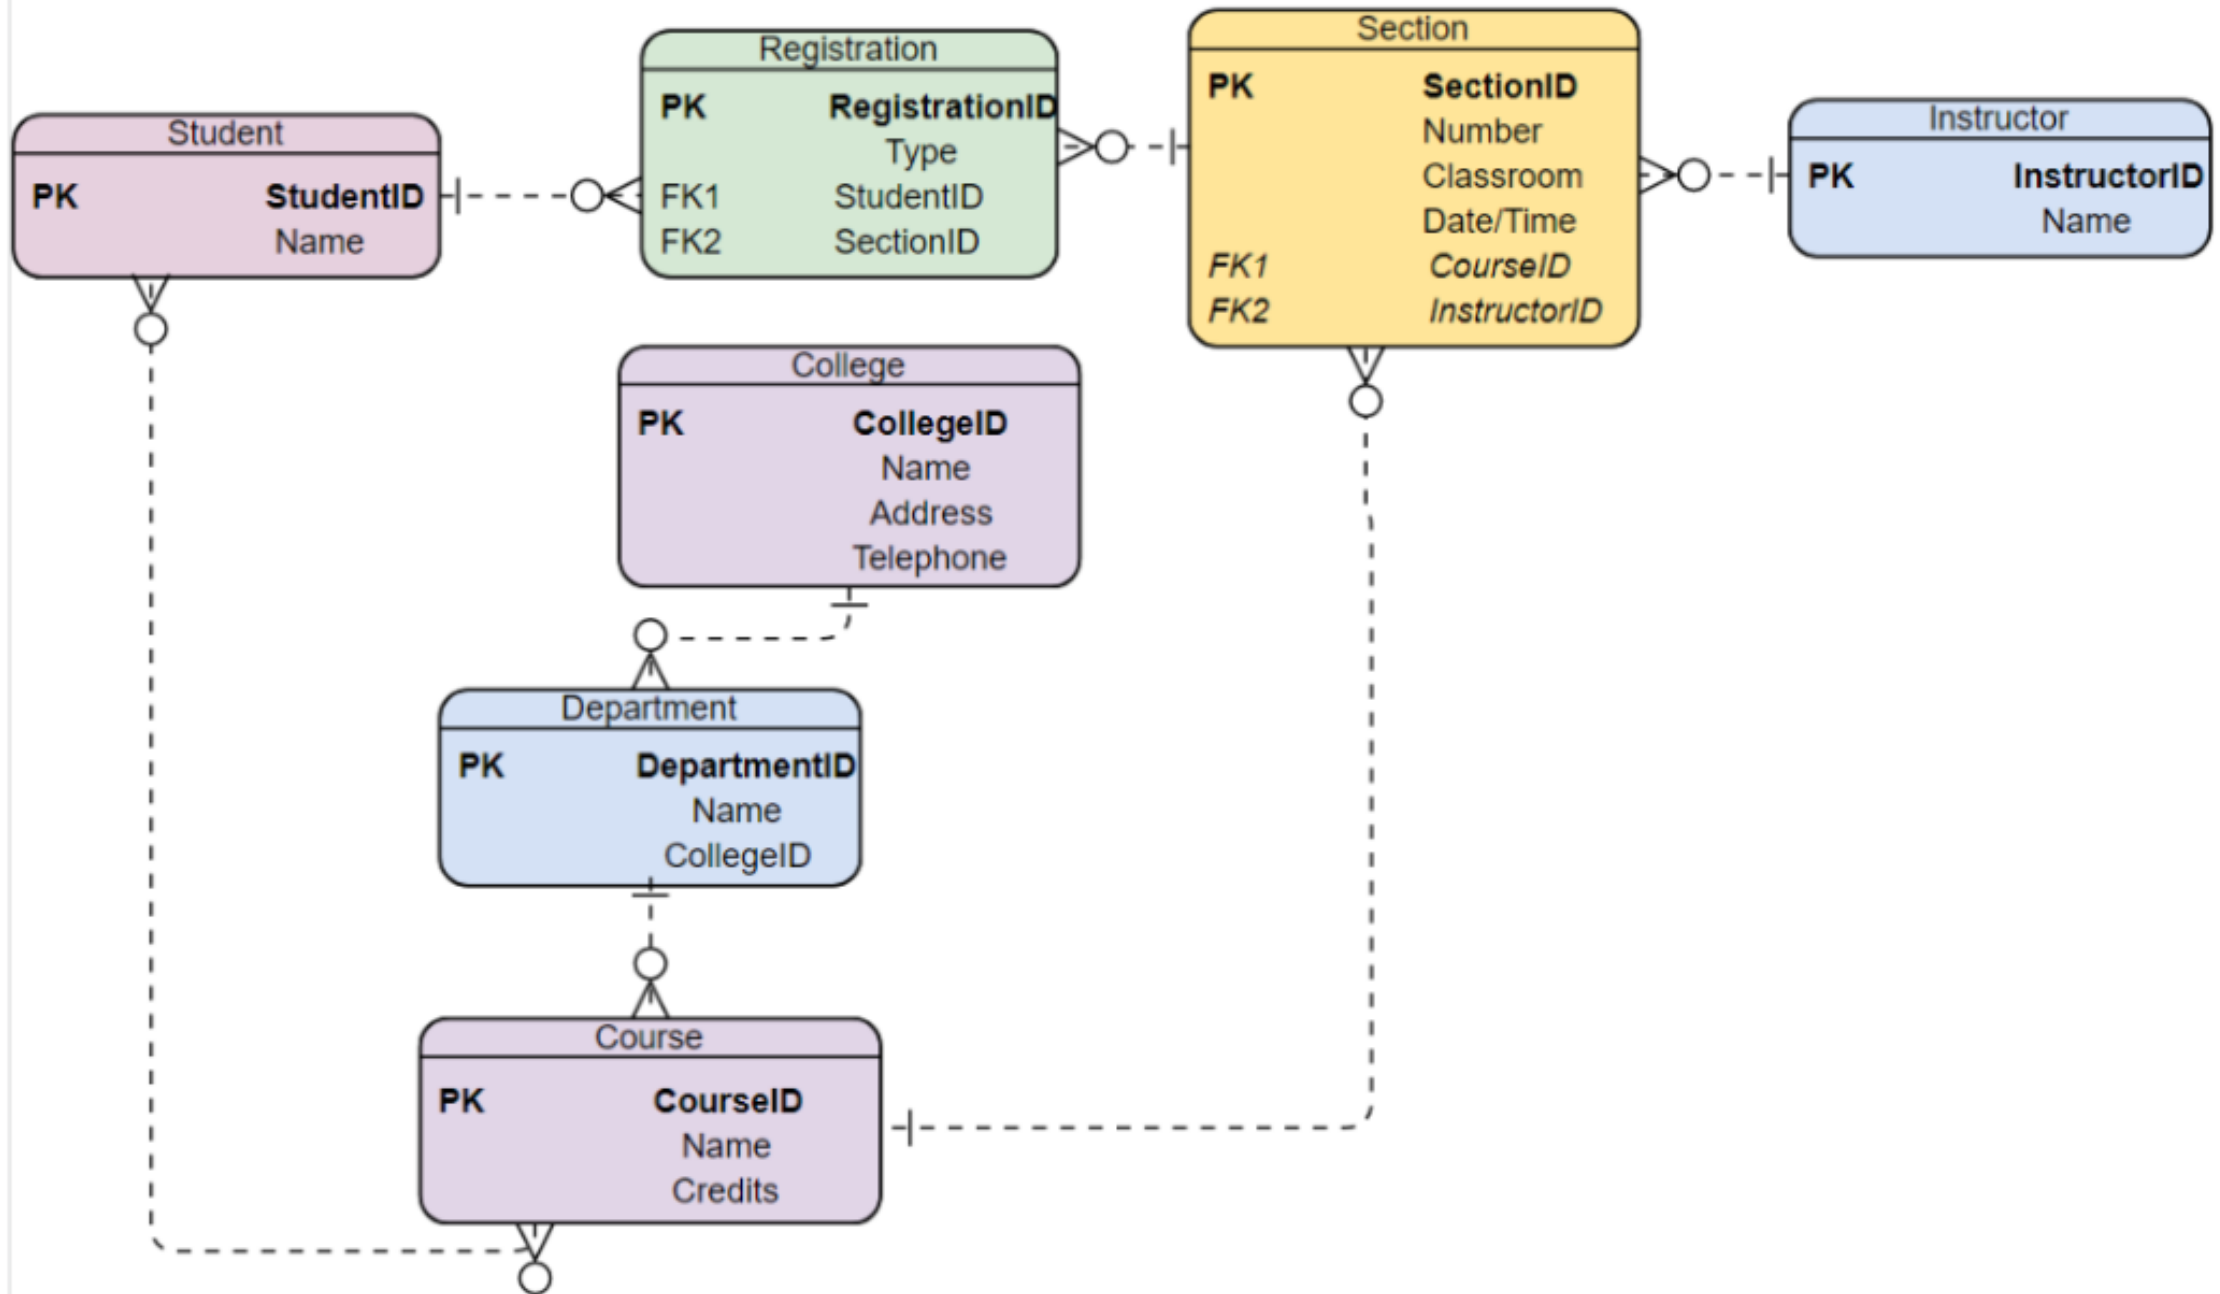 Student
PK StudentID
Name
Registration
PK RegistrationID
Type
FK1 StudentID
FK2 SectionID
Section
PK SectionID
Number
Classroom
Date/Time
FK1 CourseID
FK2 InstructorID
Instructor
PK InstructorID
Name
College
PK CollegeID
Name
Address
Telephone
Department
PK DepartmentID
Name
CollegeID
Course
PK CourseID
Name
Credits